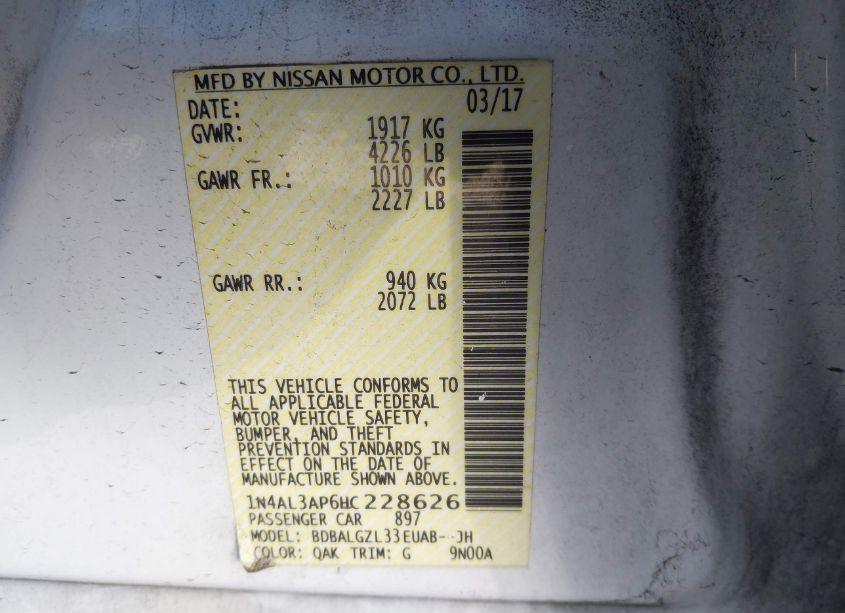 MFD BY NISSAN MOTOR CO., LTD.
DATE: 03/17
GVWR: 1917 KG
4226 LB
GAWR FR.: 1010 KG
2227 LB
GAWR RR.: 940 KG
2072 LB
THIS VEHICLE CONFORMS TO
ALL APPLICABLE FEDERAL
MOTOR VEHICLE SAFETY,
BUMPER, AND THEFT
PREVENTION STANDARDS IN
EFFECT ON THE DATE OF
MANUFACTURE SHOWN ABOVE.
1N4AL3AP6HC228626
PASSENGER CAR 897
MODEL: BDBALGZL33EUAB--JH
COLOR: QAK TRIM: G 9N00A